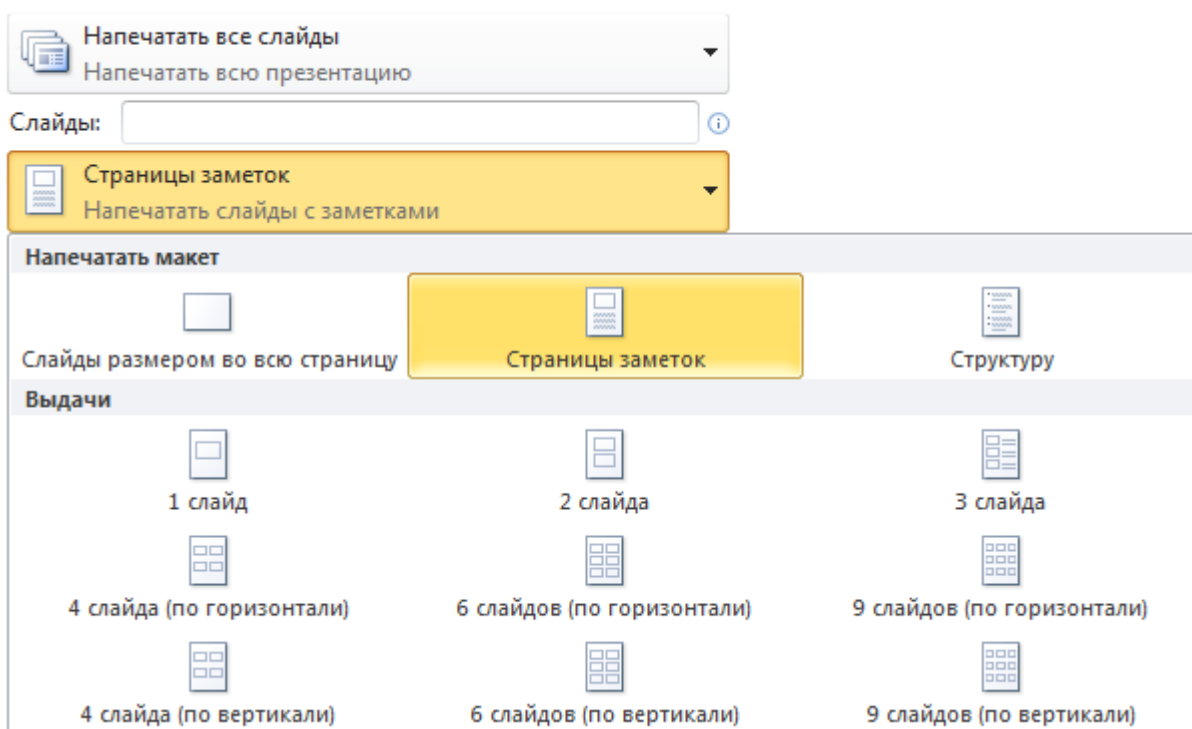 Напечатать все слайды
Напечатать всю презентацию
Слайды:
Страницы заметок
Напечатать слайды с заметками
Напечатать макет
Слайды размером во всю страницу
Страницы заметок
Структуру
Выдачи
1 слайд
2 слайда
3 слайда
4 слайда (по горизонтали)
6 слайдов (по горизонтали)
9 слайдов (по горизонтали)
4 слайда (по вертикали)
6 слайдов (по вертикали)
9 слайдов (по вертикали)